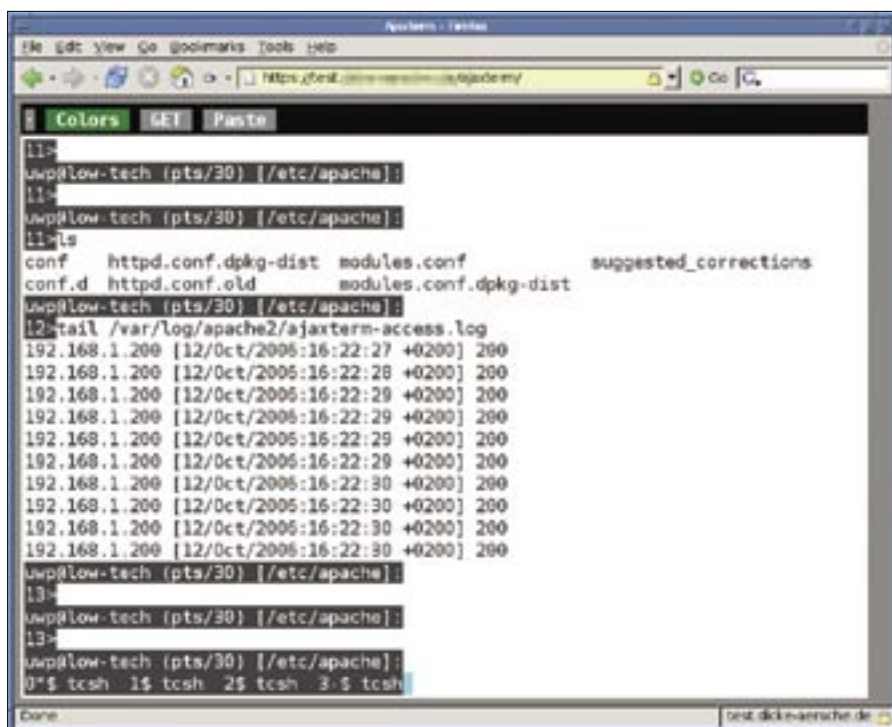 File Edit View Go Bookmarks Tools Help
Go
Colors GET Paste
11>
uwp@low-tech (pts/30) [/etc/apache]:
11>
uwp@low-tech (pts/30) [/etc/apache]:
11>ls
conf httpd.conf.dpkg-dist modules.conf suggested_corrections
conf.d httpd.conf.old modules.conf.dpkg-dist
uwp@low-tech (pts/30) [/etc/apache]:
12>tail /var/log/apache2/ajaxterm-access.log
192.168.1.200 [12/Oct/2006:16:22:27 +0200] 200
192.168.1.200 [12/Oct/2006:16:22:28 +0200] 200
192.168.1.200 [12/Oct/2006:16:22:29 +0200] 200
192.168.1.200 [12/Oct/2006:16:22:29 +0200] 200
192.168.1.200 [12/Oct/2006:16:22:29 +0200] 200
192.168.1.200 [12/Oct/2006:16:22:29 +0200] 200
192.168.1.200 [12/Oct/2006:16:22:30 +0200] 200
192.168.1.200 [12/Oct/2006:16:22:30 +0200] 200
192.168.1.200 [12/Oct/2006:16:22:30 +0200] 200
192.168.1.200 [12/Oct/2006:16:22:30 +0200] 200
uwp@low-tech (pts/30) [/etc/apache]:
13>
uwp@low-tech (pts/30) [/etc/apache]:
13>
uwp@low-tech (pts/30) [/etc/apache]:
0*$ tcsh 1$ tcsh 2$ tcsh 3-$ tcsh
Done